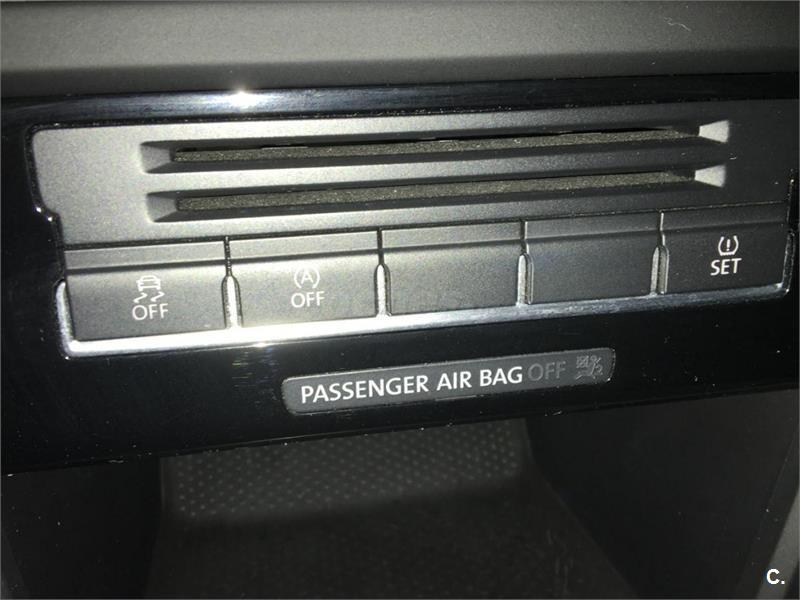 OFF
A
OFF
SET
PASSENGER AIR BAG OFF
C.